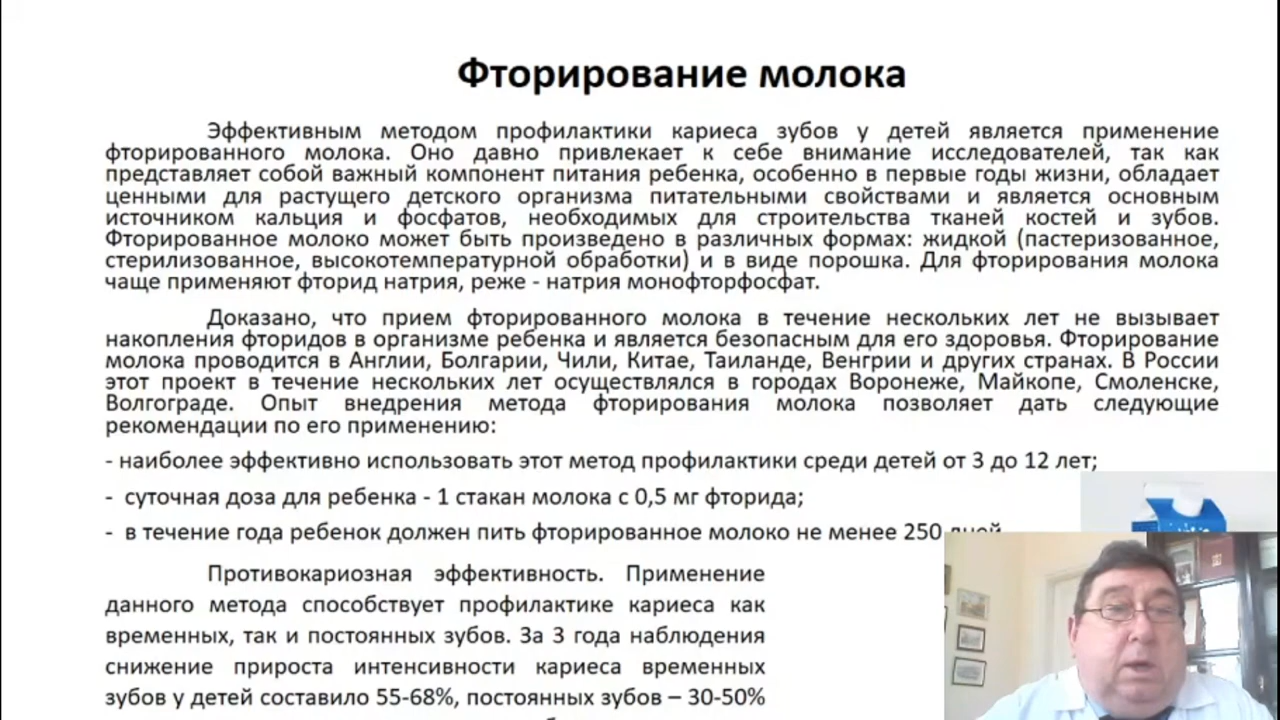 Фторирование молока
Эффективным методом профилактики кариеса зубов у детей является применение
фторированного молока. Оно давно привлекает к себе внимание исследователей, так как
представляет собой важный компонент питания ребенка, особенно в первые годы жизни, обладает
ценными для растущего детского организма питательными свойствами и является основным
источником кальция и фосфатов, необходимых для строительства тканей костей и зубов.
Фторированное молоко может быть произведено в различных формах: жидкой (пастеризованное,
стерилизованное, высокотемпературной обработки) и в виде порошка. Для фторирования молока
чаще применяют фторид натрия, реже - натрия монофторфосфат.
Доказано, что прием фторированного молока в течение нескольких лет не вызывает
накопления фторидов в организме ребенка и является безопасным для его здоровья. Фторирование
молока проводится в Англии, Болгарии, Чили, Китае, Таиланде, Венгрии и других странах. В России
этот проект в течение нескольких лет осуществлялся в городах Воронеже, Майкопе, Смоленске,
Волгограде. Опыт внедрения метода фторирования молока позволяет дать следующие
рекомендации по его применению:
- наиболее эффективно использовать этот метод профилактики среди детей от 3 до 12 лет;
- суточная доза для ребенка - 1 стакан молока с 0,5 мг фторида;
- в течение года ребенок должен пить фторированное молоко не менее 250 дней
Противокариозная эффективность. Применение
данного метода способствует профилактике кариеса как
временных, так и постоянных зубов. За 3 года наблюдения
снижение прироста интенсивности кариеса временных
зубов у детей составило 55-68%, постоянных зубов – 30-50%